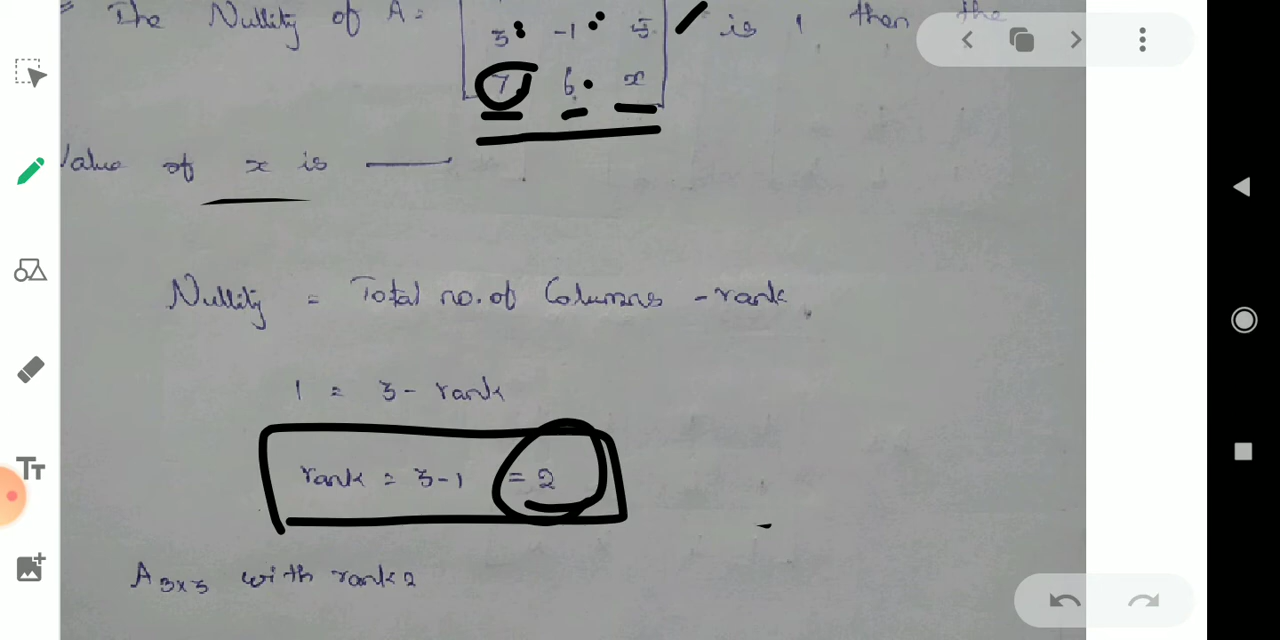 The Nullity of A = 3 -1 5 is 1, then the
7 6 x
Value of x is
Nullity = Total no. of Columns - rank
1 = 3 - rank
rank = 3-1 = 2
A3x3 with rank 2
TT